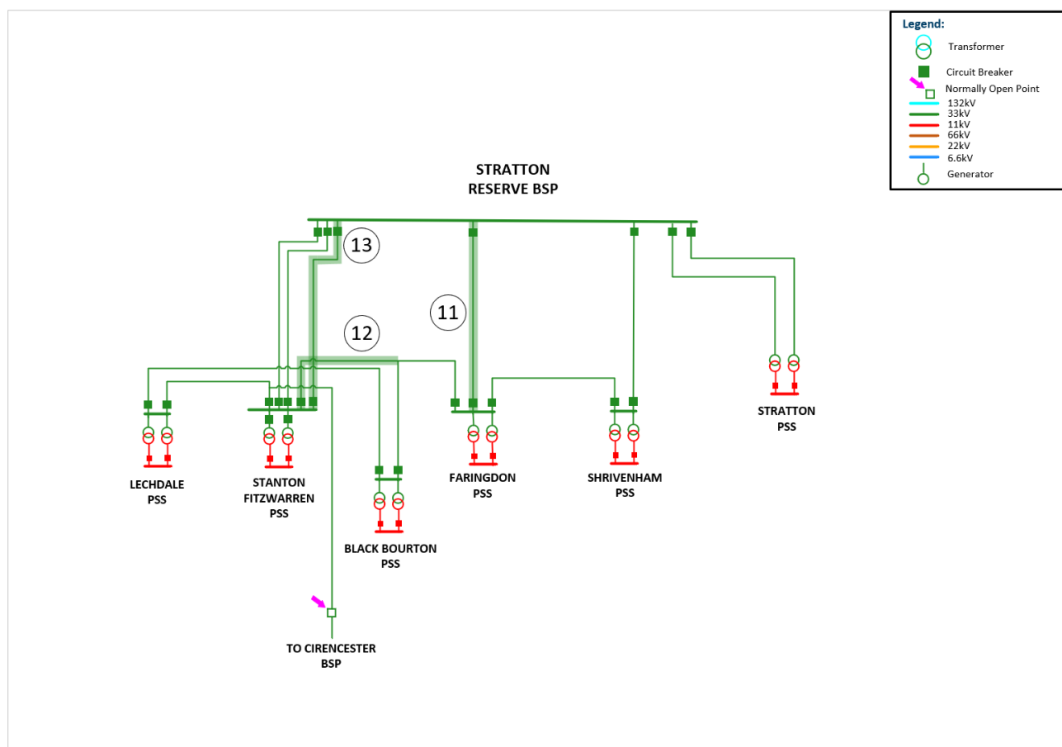 Legend:
Transformer
Circuit Breaker
Normally Open Point
132kV
33kV
11kV
66kV
22kV
6.6kV
Generator
STRATTON
RESERVE BSP
13
11
12
STRATTON
PSS
LECHDALE
PSS
STANTON
FITZWARREN
PSS
FARINGDON
PSS
SHRIVENHAM
PSS
BLACK BOURTON
PSS
TO CIRENCESTER
BSP